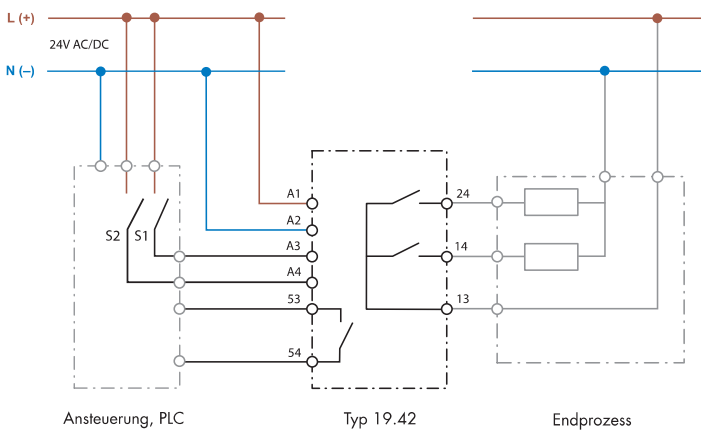 L (+)
24V AC/DC
N (–)
A1
24
A2
S2 S1
A3
14
A4
53
13
54
Ansteuerung, PLC
Typ 19.42
Endprozess